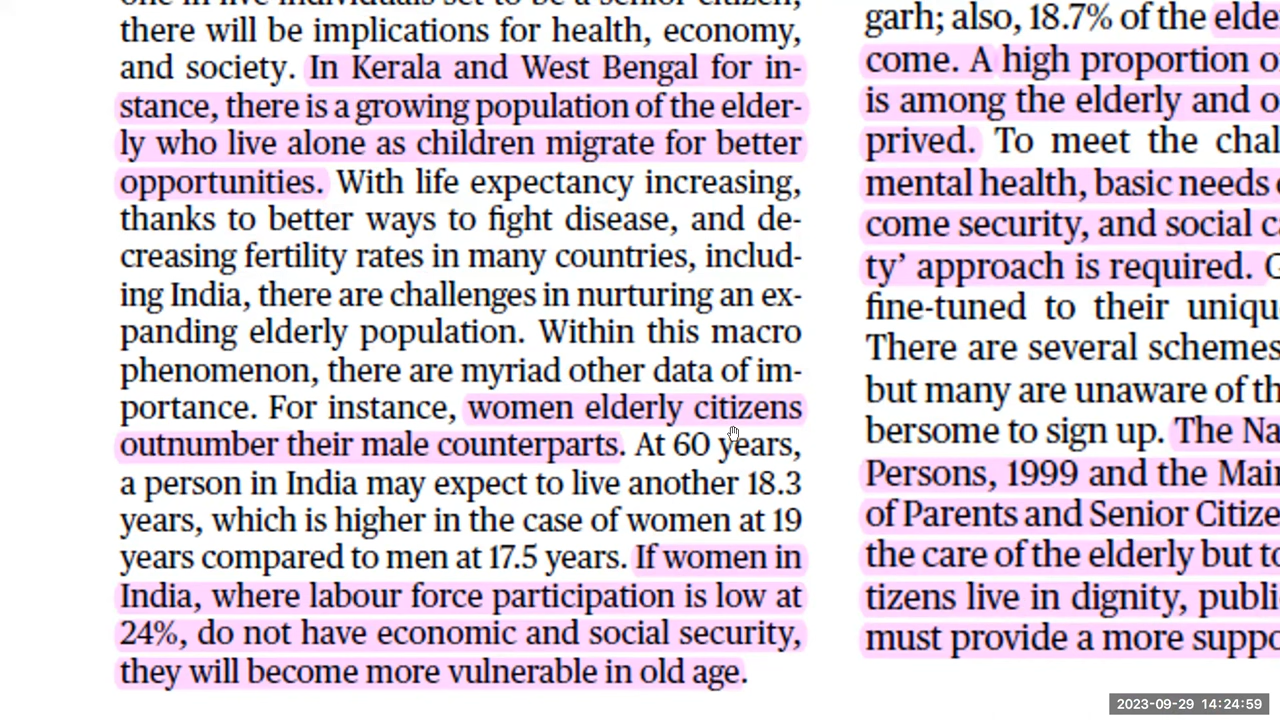 one in five individuals set to be a senior citizen,
there will be implications for health, economy,
and society. In Kerala and West Bengal for in-
stance, there is a growing population of the elder-
ly who live alone as children migrate for better
opportunities. With life expectancy increasing,
thanks to better ways to fight disease, and de-
creasing fertility rates in many countries, includ-
ing India, there are challenges in nurturing an ex-
panding elderly population. Within this macro
phenomenon, there are myriad other data of im-
portance. For instance, women elderly citizens
outnumber their male counterparts. At 60 years,
a person in India may expect to live another 18.3
years, which is higher in the case of women at 19
years compared to men at 17.5 years. If women in
India, where labour force participation is low at
24%, do not have economic and social security,
they will become more vulnerable in old age.
garh; also, 18.7% of the elde
come. A high proportion o
is among the elderly and o
prived. To meet the chal
mental health, basic needs
come security, and social ca
ty’ approach is required. G
fine-tuned to their uniqu
There are several schemes
but many are unaware of th
bersome to sign up. The Na
Persons, 1999 and the Main
of Parents and Senior Citize
the care of the elderly but to
tizens live in dignity, publi
must provide a more suppo
2023-09-29 14:24:59